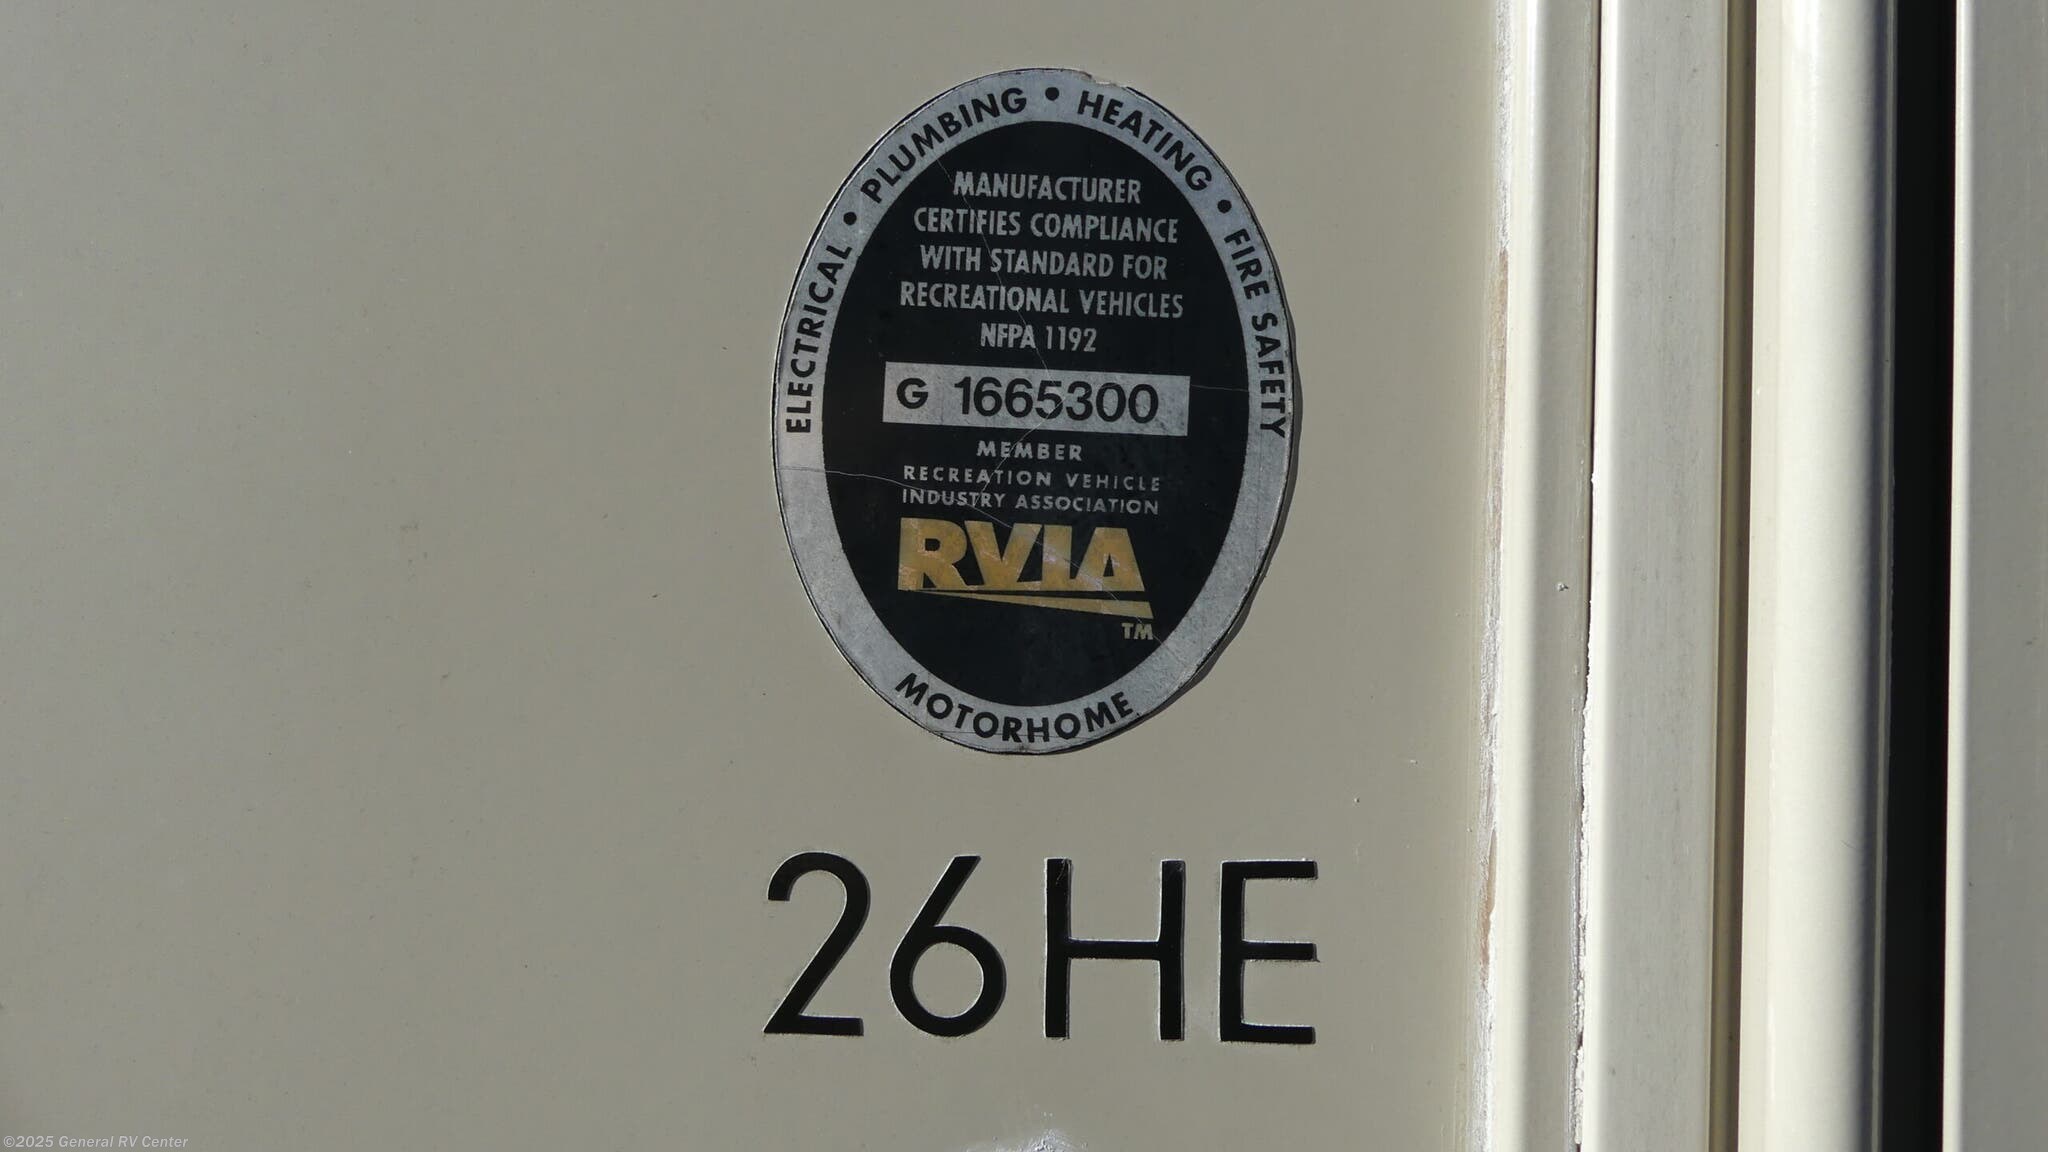 ELECTRICAL • PLUMBING • HEATING • FIRE SAFETY
MANUFACTURER
CERTIFIES COMPLIANCE
WITH STANDARD FOR
RECREATIONAL VEHICLES
NFPA 1192
G 1665300
MEMBER
RECREATION VEHICLE
INDUSTRY ASSOCIATION
RVIA
TM
MOTORHOME
26HE
©2025 General RV Center